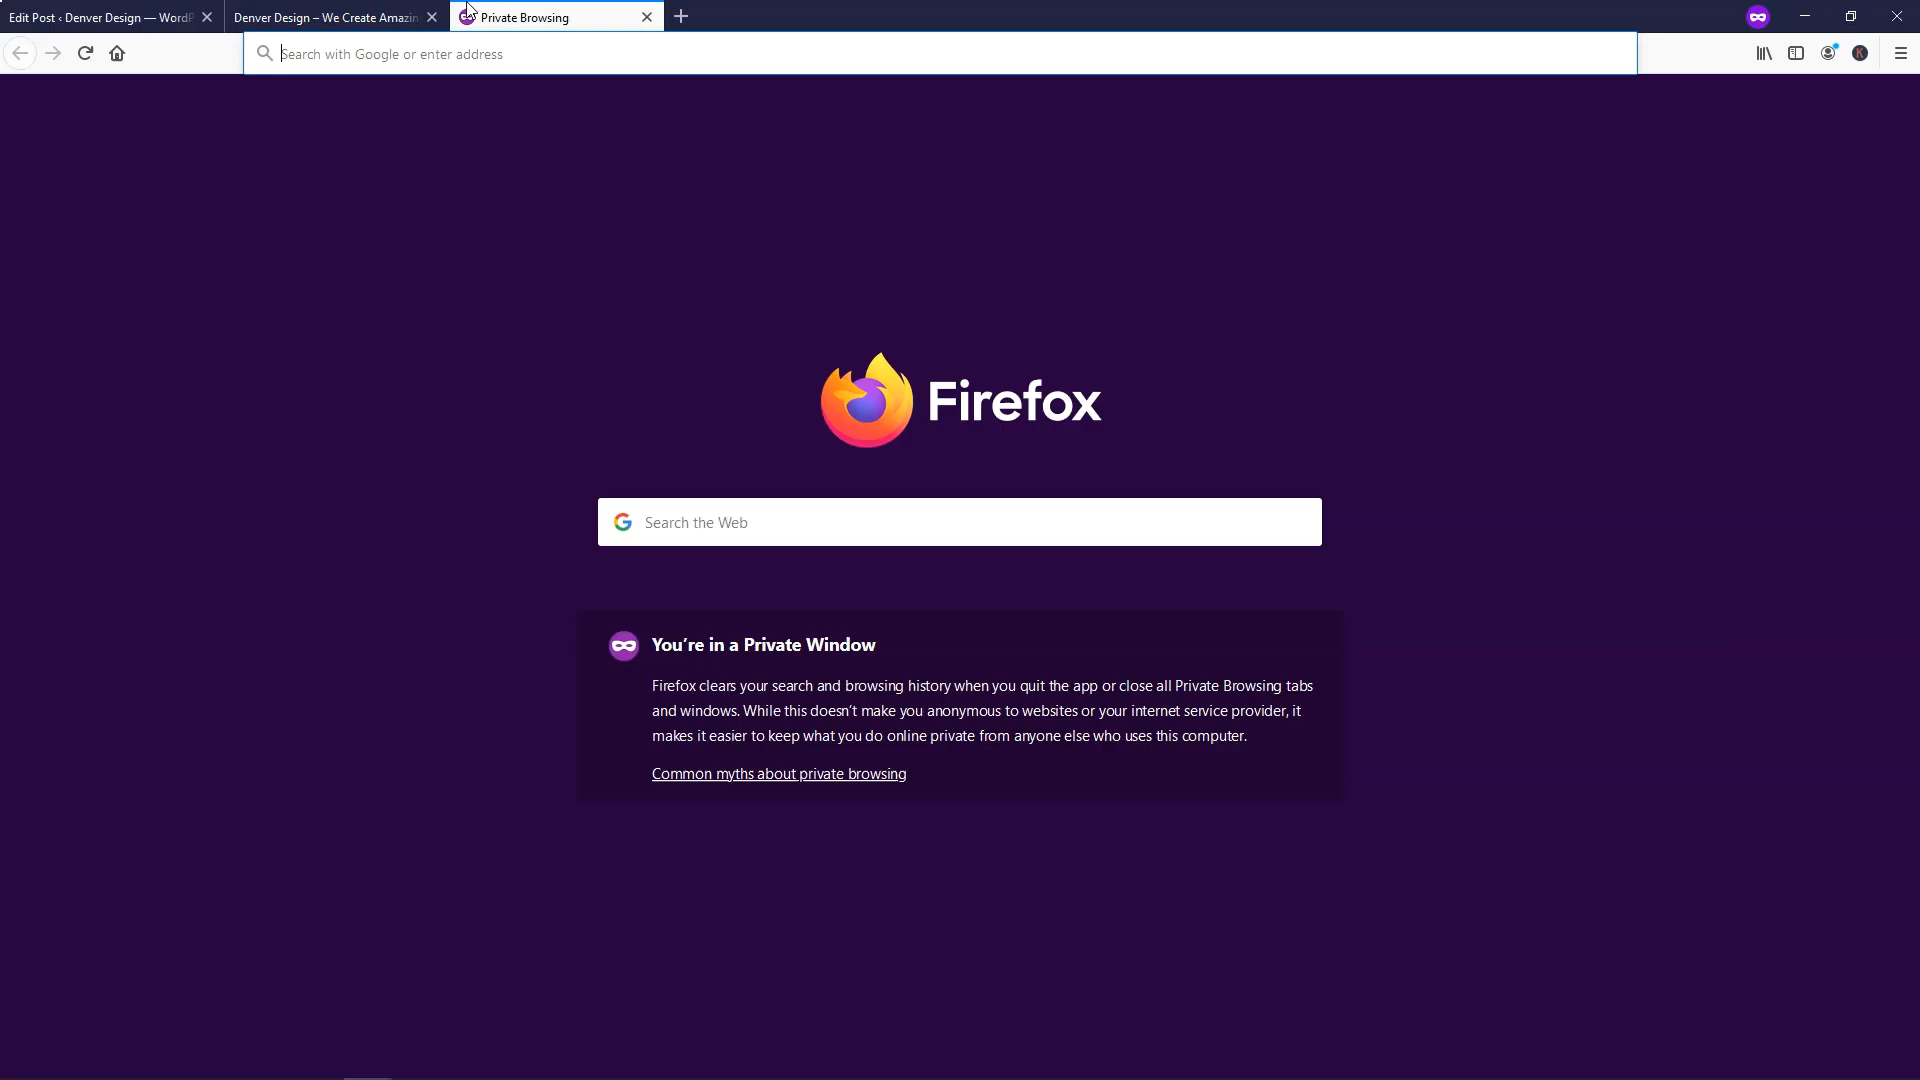 Edit Post ‹ Denver Design — WordP
Denver Design – We Create Amazin
Private Browsing
Search with Google or enter address
K
Firefox
Search the Web
You’re in a Private Window
Firefox clears your search and browsing history when you quit the app or close all Private Browsing tabs
and windows. While this doesn’t make you anonymous to websites or your internet service provider, it
makes it easier to keep what you do online private from anyone else who uses this computer.
Common myths about private browsing